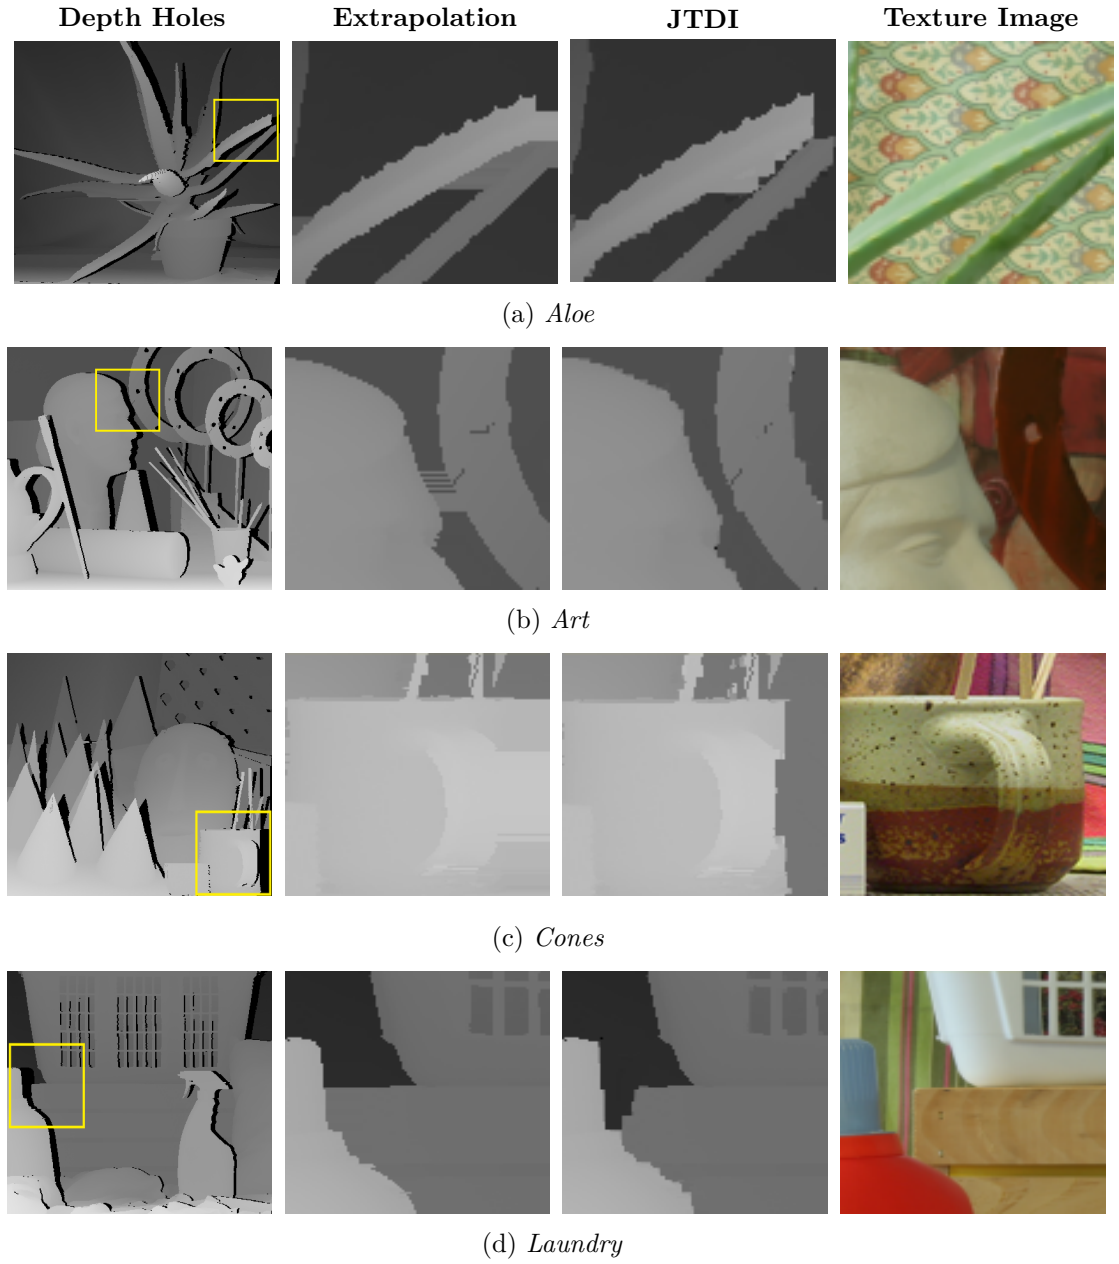 Depth Holes Extrapolation JTDI Texture Image
(a) Aloe
(b) Art
(c) Cones
(d) Laundry